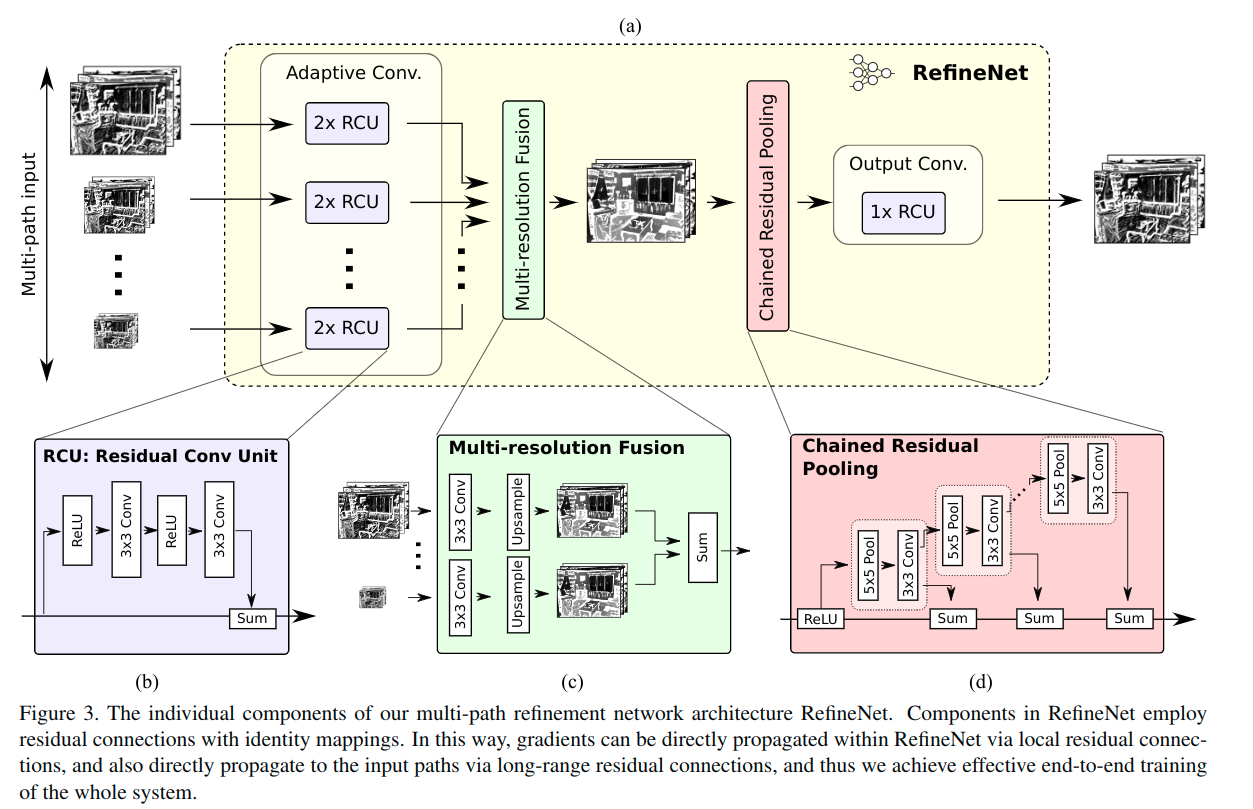 (a)
Multi-path input
Adaptive Conv.
2x RCU
2x RCU
2x RCU
Multi-resolution Fusion
Chained Residual Pooling
RefineNet
Output Conv.
1x RCU
RCU: Residual Conv Unit
ReLU
3x3 Conv
ReLU
3x3 Conv
Sum
(b)
Multi-resolution Fusion
3x3 Conv
Upsample
3x3 Conv
Upsample
Sum
(c)
Chained Residual
Pooling
ReLU
5x5 Pool
3x3 Conv
5x5 Pool
3x3 Conv
5x5 Pool
3x3 Conv
Sum
Sum
Sum
(d)
Figure 3. The individual components of our multi-path refinement network architecture RefineNet. Components in RefineNet employ
residual connections with identity mappings. In this way, gradients can be directly propagated within RefineNet via local residual connec-
tions, and also directly propagate to the input paths via long-range residual connections, and thus we achieve effective end-to-end training
of the whole system.